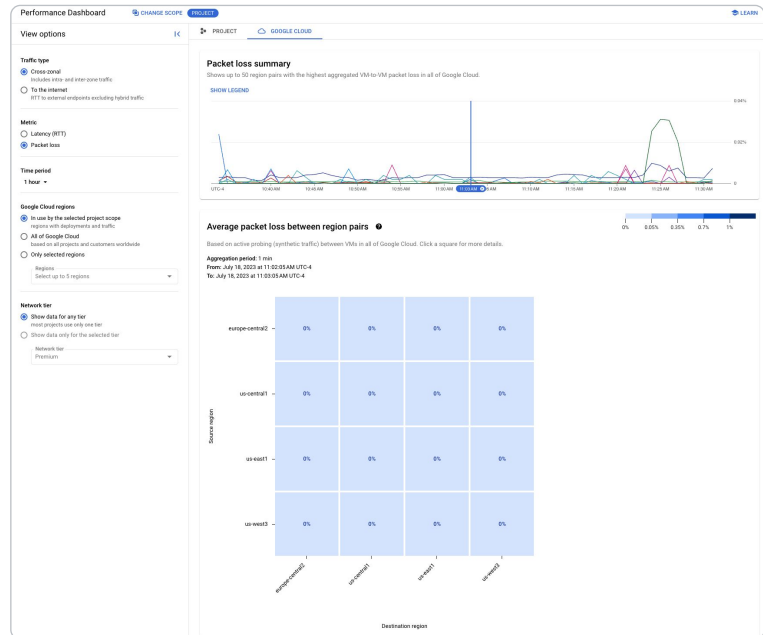 Performance Dashboard
CHANGE SCOPE
PROJECT
LEARN
View options
Traffic type
Cross-zonal
Includes intra- and inter-zone traffic
To the internet
RTT to external endpoints excluding hybrid traffic
Metric
Latency (RTT)
Packet loss
Time period
1 hour
Google Cloud regions
In use by the selected project scope
regions with deployments and traffic
All of Google Cloud
based on all projects and customers worldwide
Only selected regions
Regions
Select up to 5 regions
Network tier
Show data for any tier
most projects use only one tier
Show data only for the selected tier
Network tier
Premium
PROJECT
GOOGLE CLOUD
Packet loss summary
Shows up to 50 region pairs with the highest aggregated VM-to-VM packet loss in all of Google Cloud.
SHOW LEGEND
0.04%
0.02%
0
UTC-4 10:40 AM 10:45 AM 10:50 AM 10:55 AM 11:00 AM 11:03 AM 11:10 AM 11:15 AM 11:20 AM 11:25 AM 11:30 AM
Average packet loss between region pairs
0% 0.05% 0.35% 0.7% 1%
Based on active probing (synthetic traffic) between VMs in all of Google Cloud. Click a square for more details.
Aggregation period: 1 min
From: July 18, 2023 at 11:02:05 AM UTC-4
To: July 18, 2023 at 11:03:05 AM UTC-4
Source region
europe-central2 0% 0% 0% 0%
us-central1 0% 0% 0% 0%
us-east1 0% 0% 0% 0%
us-west3 0% 0% 0% 0%
europe-central2 us-central1 us-east1 us-west3
Destination region